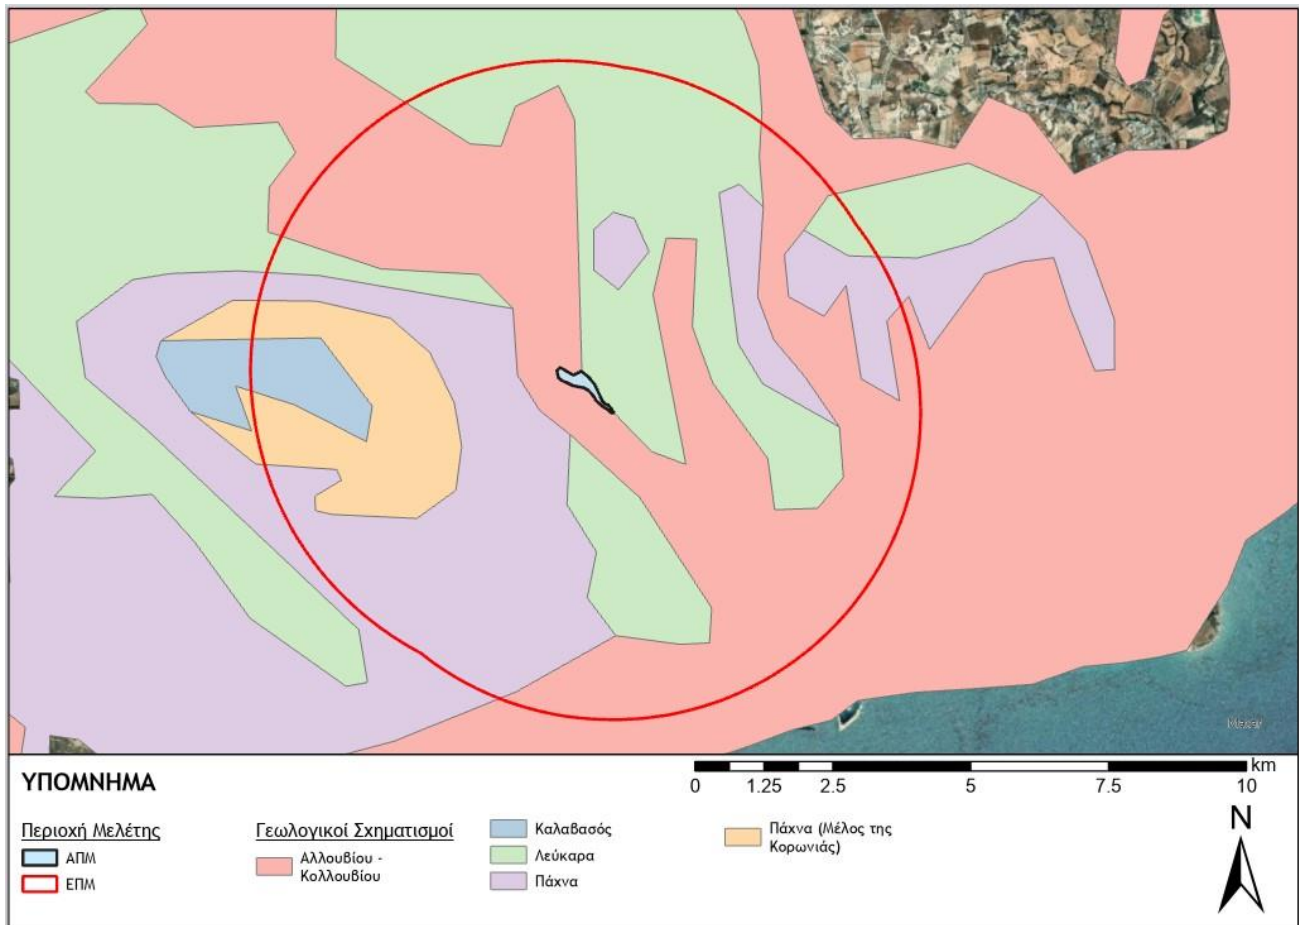 ΥΠΟΜΝΗΜΑ
Περιοχή Μελέτης
ΑΠΜ
ΕΠΜ
Γεωλογικοί Σχηματισμοί
Αλλουβίου -
Κολλουβίου
Καλαβασός
Λεύκαρα
Πάχνα
Πάχνα (Μέλος της
Κορωνιάς)
0 1.25 2.5 5 7.5 10 km
N